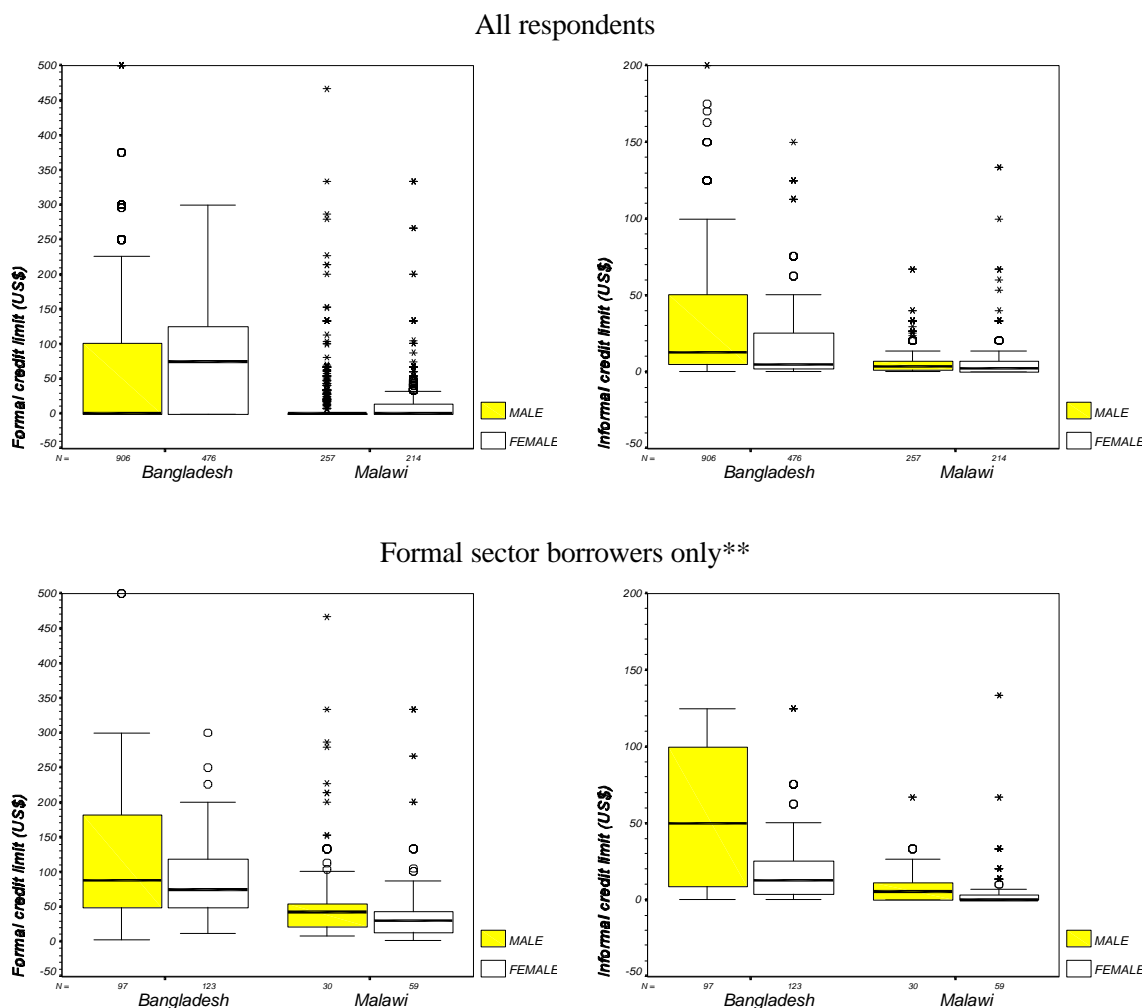 All respondents
Formal credit limit (US$)
500
450
400
350
300
250
200
150
100
50
0
-50
N = 906 476 257 214
Bangladesh Malawi
MALE
FEMALE
Informal credit limit (US$)
200
150
100
50
0
-50
N = 906 476 257 214
Bangladesh Malawi
MALE
FEMALE
Formal sector borrowers only**
Formal credit limit (US$)
500
450
400
350
300
250
200
150
100
50
0
-50
N = 97 123 30 59
Bangladesh Malawi
MALE
FEMALE
Informal credit limit (US$)
200
150
100
50
0
-50
N = 97 123 30 59
Bangladesh Malawi
MALE
FEMALE